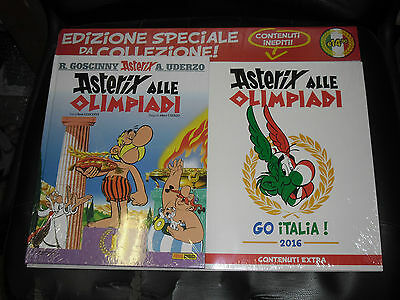 EDIZIONE SPECIALE
DA COLLEZIONE!
CONTENUTI
INEDITI!
R. GOSCINNY Asterix A. UDERZO
Asterix ALLE
OLIMPIADI
Asterix ALLE
OLIMPIADI
GO iTALiA !
2016
CONTENUTI EXTRA